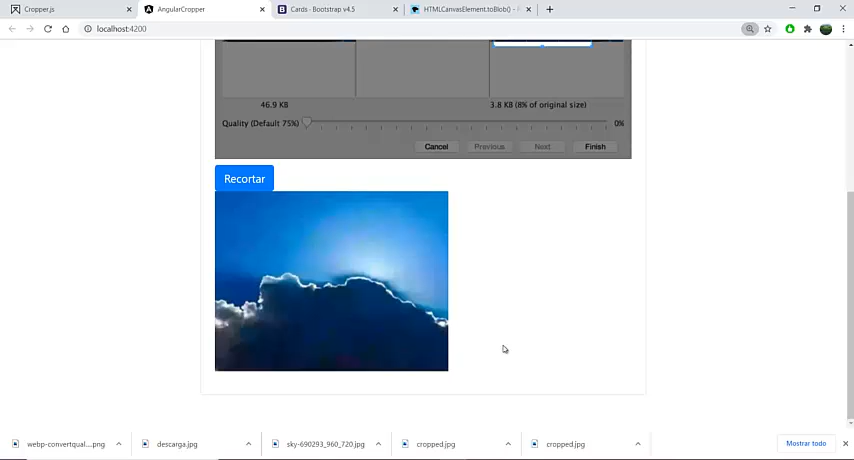 Cropper.js
AngularCropper
Cards · Bootstrap v4.5
HTMLCanvasElement.toBlob() -
localhost:4200
46.9 KB
3.8 KB (8% of original size)
Quality (Default 75%)
0%
Cancel
Previous
Next
Finish
Recortar
webp-convertqual....png
descarga.jpg
sky-690293_960_720.jpg
cropped.jpg
cropped.jpg
Mostrar todo